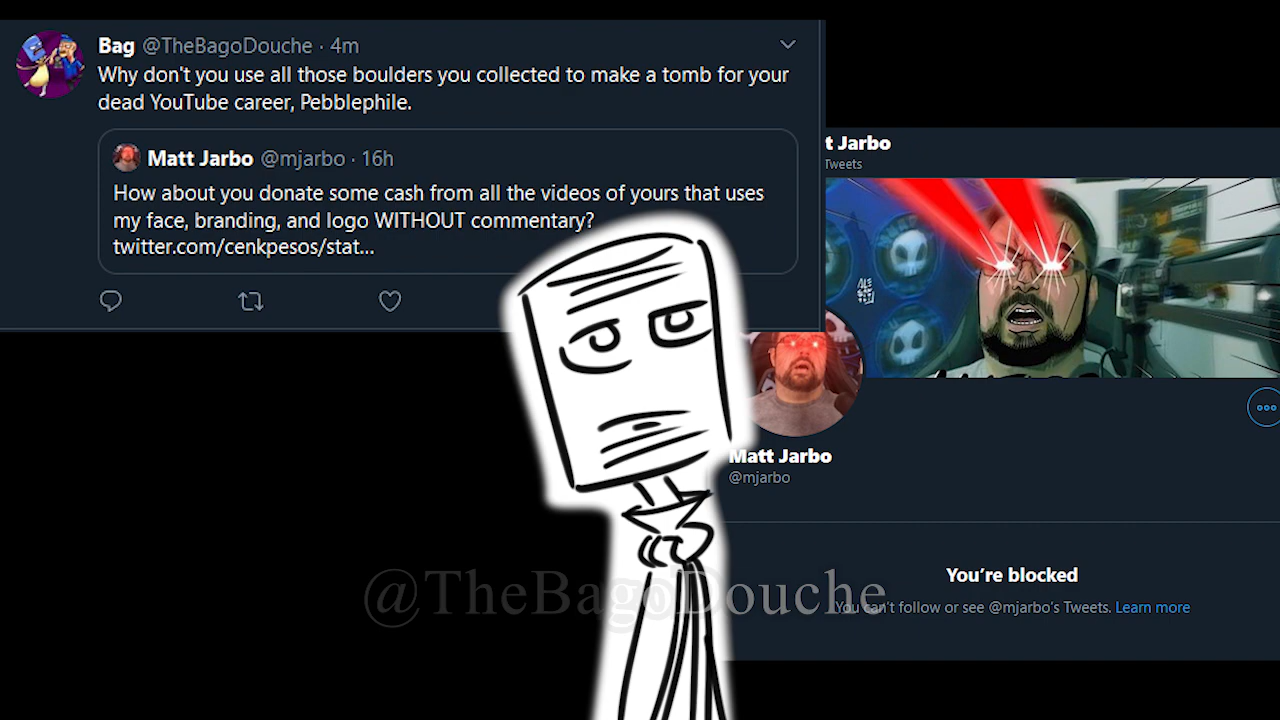 Bag @TheBagoDouche · 4m
Why don't you use all those boulders you collected to make a tomb for your
dead YouTube career, Pebblephile.
Matt Jarbo @mjarbo · 16h
How about you donate some cash from all the videos of yours that uses
my face, branding, and logo WITHOUT commentary?
twitter.com/cenkpesos/stat...
t Jarbo
Tweets
Matt Jarbo
@mjarbo
You're blocked
You can't follow or see @mjarbo's Tweets. Learn more
@TheBagoDouche